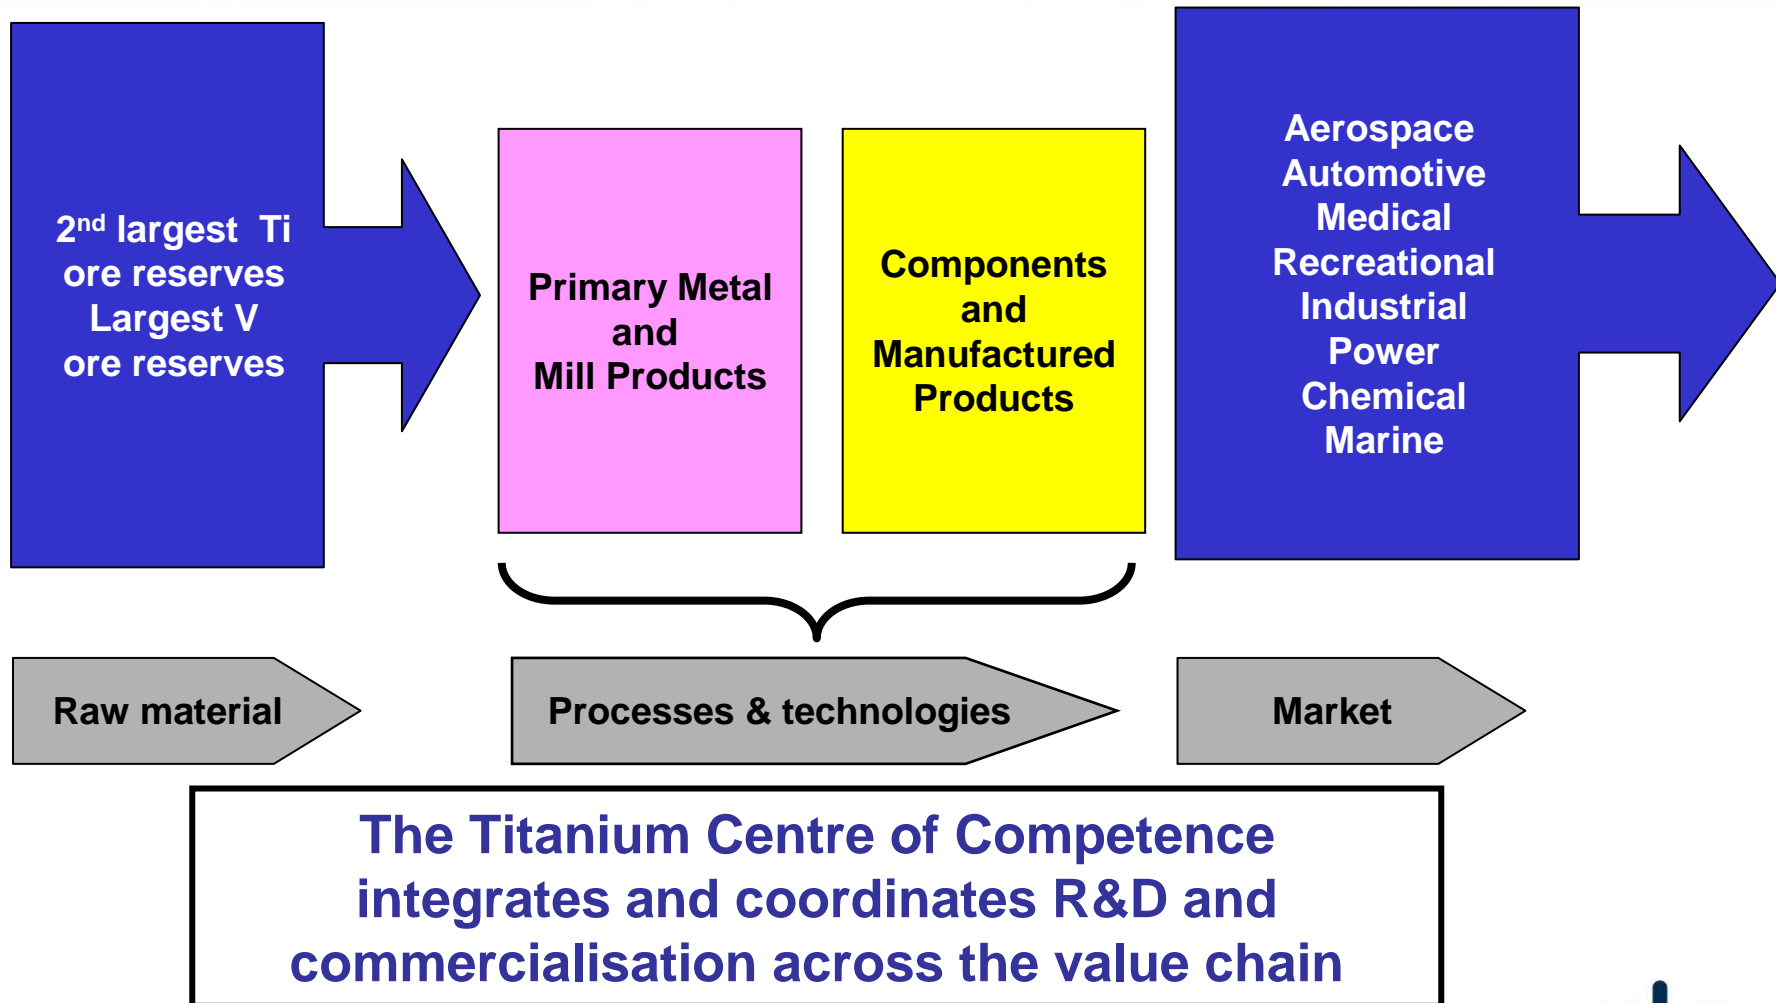 2nd largest Ti
ore reserves
Largest V
ore reserves
Primary Metal
and
Mill Products
Components
and
Manufactured
Products
Aerospace
Automotive
Medical
Recreational
Industrial
Power
Chemical
Marine
Raw material
Processes & technologies
Market
The Titanium Centre of Competence
integrates and coordinates R&D and
commercialisation across the value chain